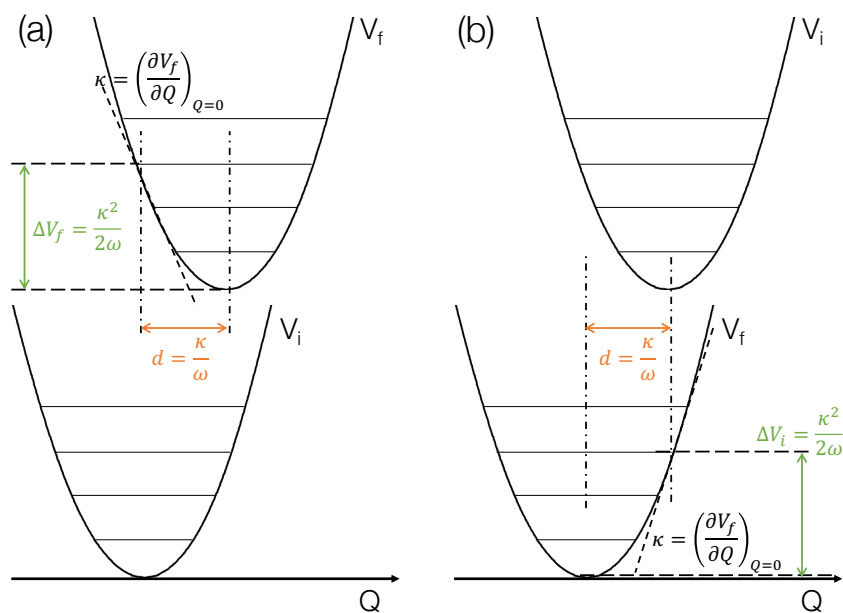 (a)
V_f
κ = (∂V_f/∂Q)_{Q=0}
ΔV_f = κ²/2ω
d = κ/ω
V_i
Q
(b)
V_i
V_f
d = κ/ω
ΔV_i = κ²/2ω
κ = (∂V_f/∂Q)_{Q=0}
Q